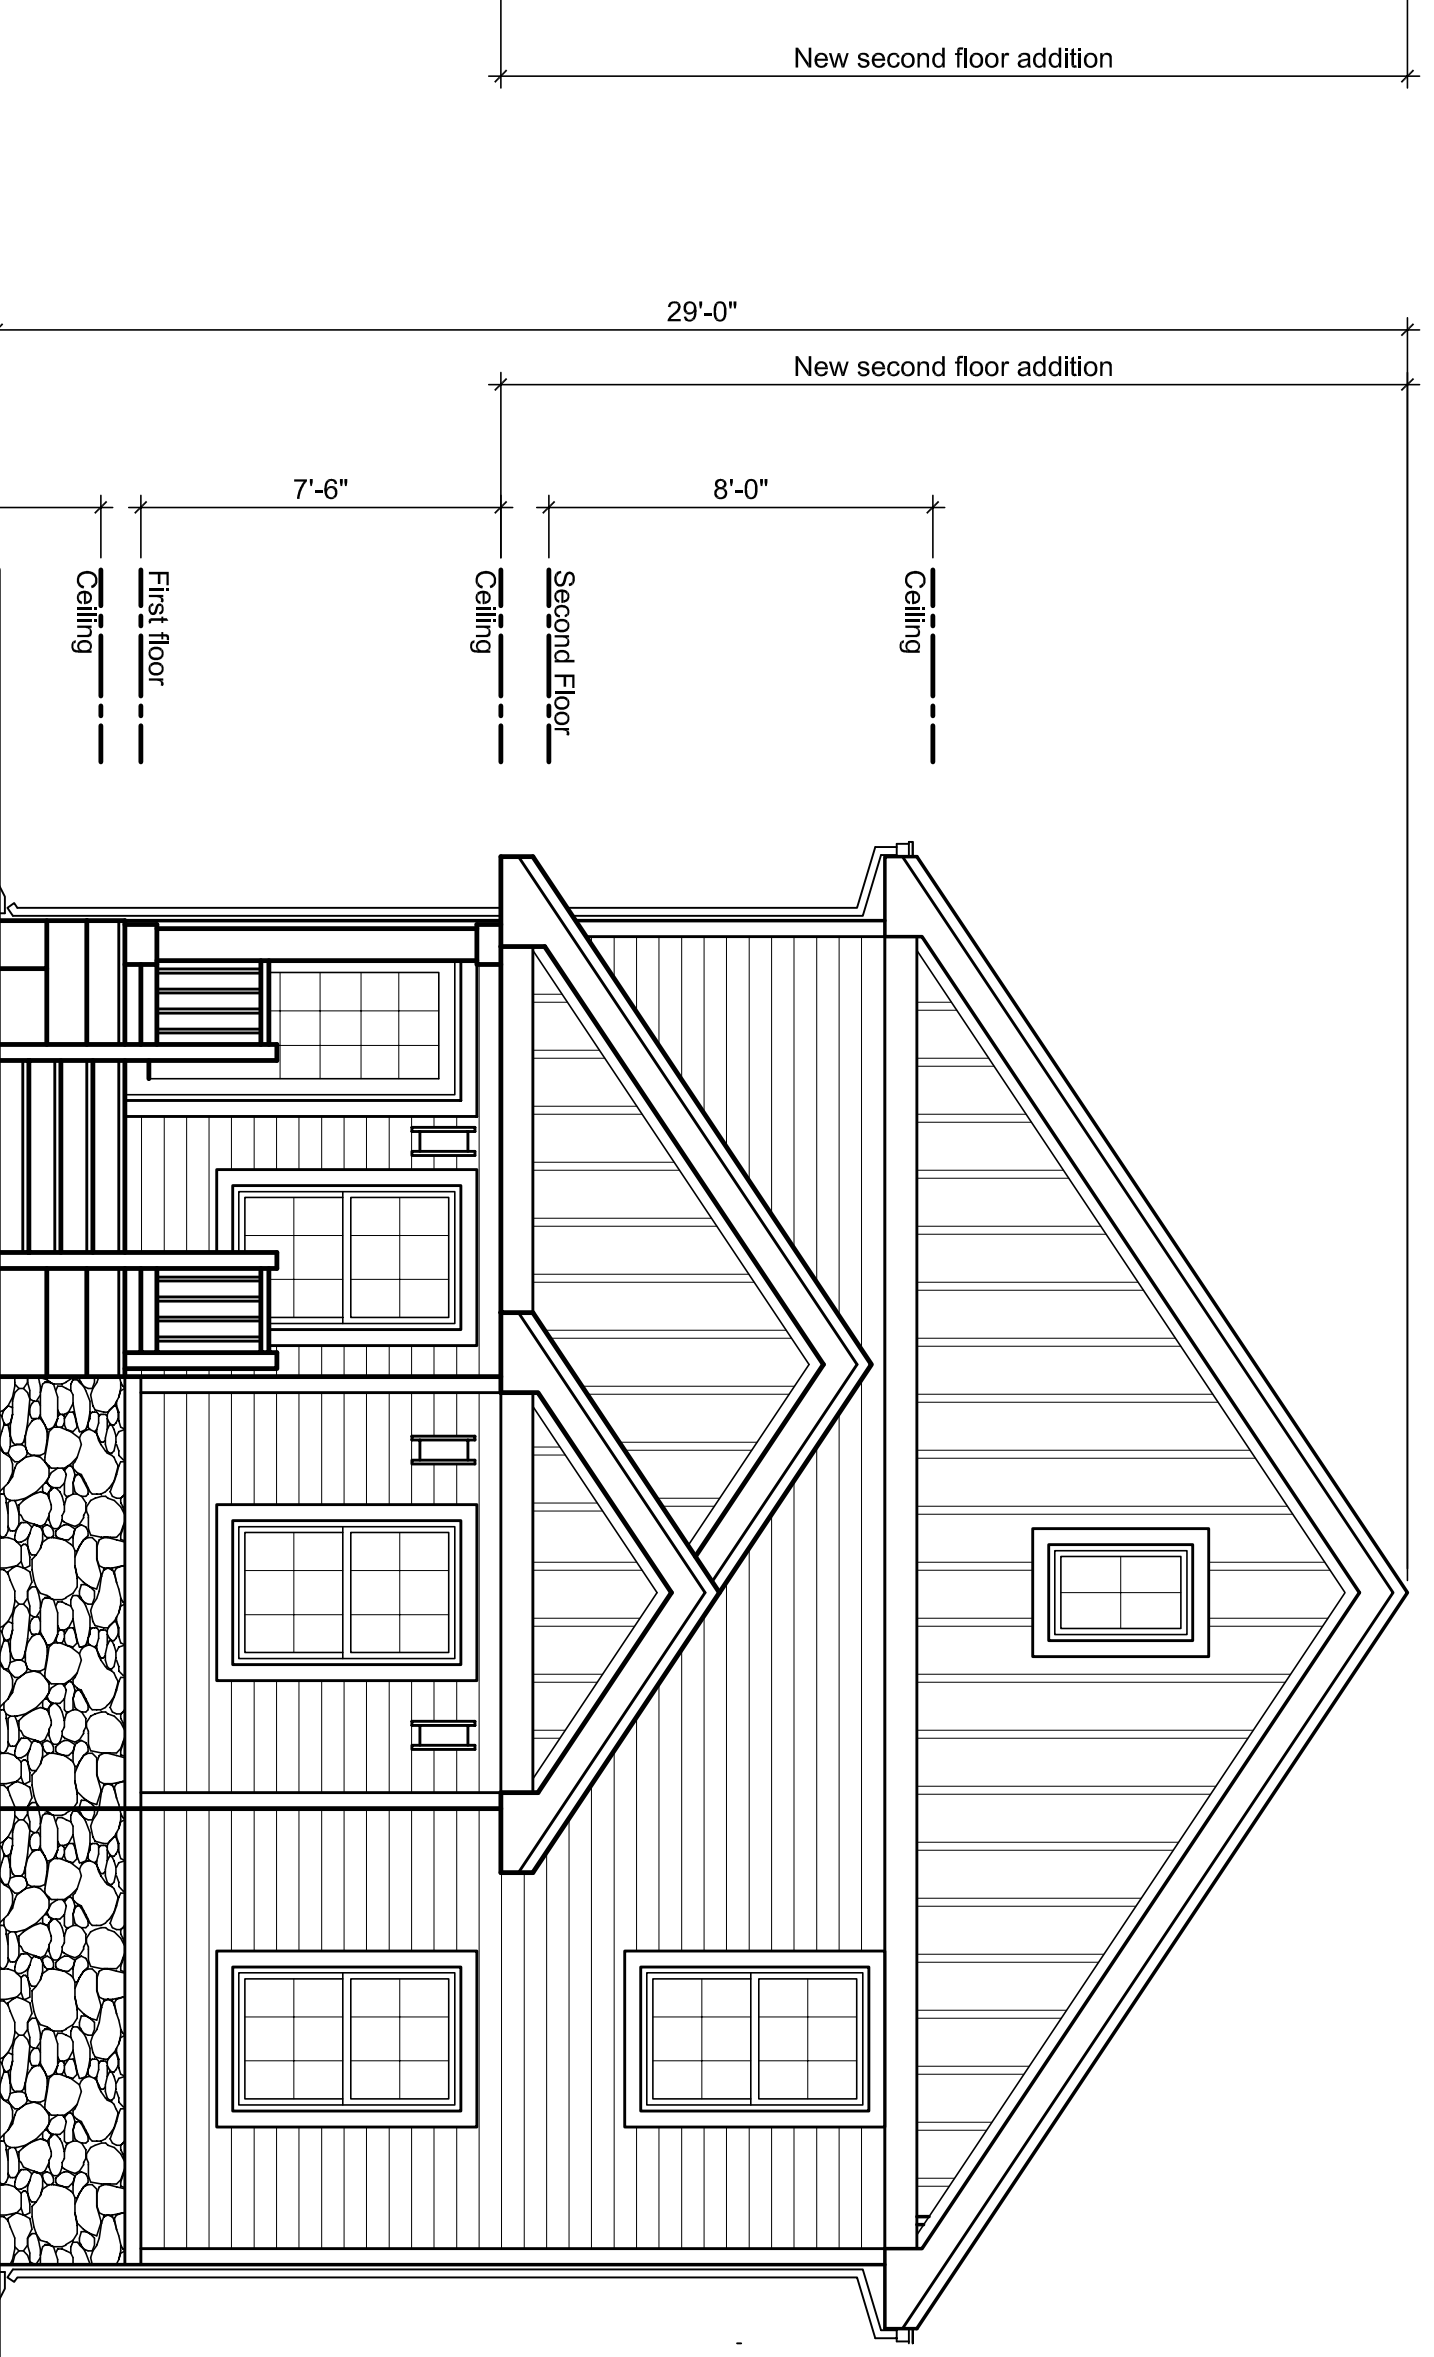 New second floor addition
29'-0"
New second floor addition
7'-6"
8'-0"
Ceiling
First floor
Ceiling
Second Floor
Ceiling